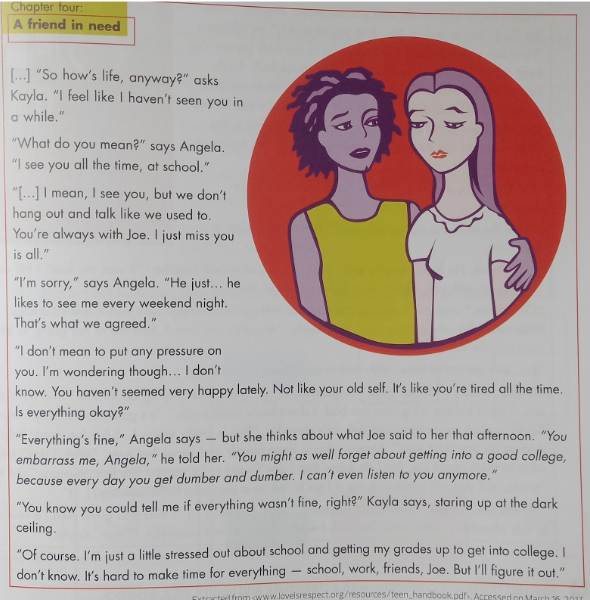 Chapter four:
A friend in need
[...] “So how’s life, anyway?” asks
Kayla. “I feel like I haven’t seen you in
a while.”
“What do you mean?” says Angela.
“I see you all the time, at school.”
“[...] I mean, I see you, but we don’t
hang out and talk like we used to.
You’re always with Joe. I just miss you
is all.”
“I’m sorry,” says Angela. “He just... he
likes to see me every weekend night.
That’s what we agreed.”
“I don’t mean to put any pressure on
you. I’m wondering though... I don’t
know. You haven’t seemed very happy lately. Not like your old self. It’s like you’re tired all the time.
Is everything okay?”
“Everything’s fine,” Angela says — but she thinks about what Joe said to her that afternoon. “You
embarrass me, Angela,” he told her. “You might as well forget about getting into a good college,
because every day you get dumber and dumber. I can’t even listen to you anymore.”
“You know you could tell me if everything wasn’t fine, right?” Kayla says, staring up at the dark
ceiling.
“Of course. I’m just a little stressed out about school and getting my grades up to get into college. I
don’t know. It’s hard to make time for everything — school, work, friends, Joe. But I’ll figure it out.”
Extracted from <www.loveisrespect.org/resources/teen_handbook.pdf>. Accessed on March 16, 2017